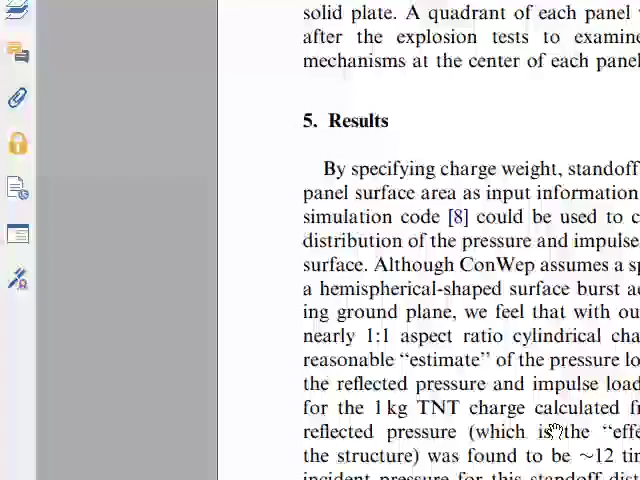 solid plate. A quadrant of each panel
after the explosion tests to examine
mechanisms at the center of each panel
5. Results
By specifying charge weight, standoff
panel surface area as input information
simulation code [8] could be used to
distribution of the pressure and impulse
surface. Although ConWep assumes a
a hemispherical-shaped surface burst
ing ground plane, we feel that with
nearly 1:1 aspect ratio cylindrical
reasonable “estimate” of the pressure
the reflected pressure and impulse
for the 1 kg TNT charge calculated
reflected pressure (which is the
the structure) was found to be ~12
incident pressure for this standoff